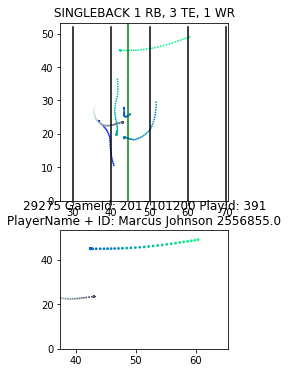 SINGLEBACK 1 RB, 3 TE, 1 WR
50
40
30
20
10
0
30 40 50 60 70
29275 GameId: 2017101200 PlayId: 391
PlayerName + ID: Marcus Johnson 2556855.0
40
20
0
40 50 60